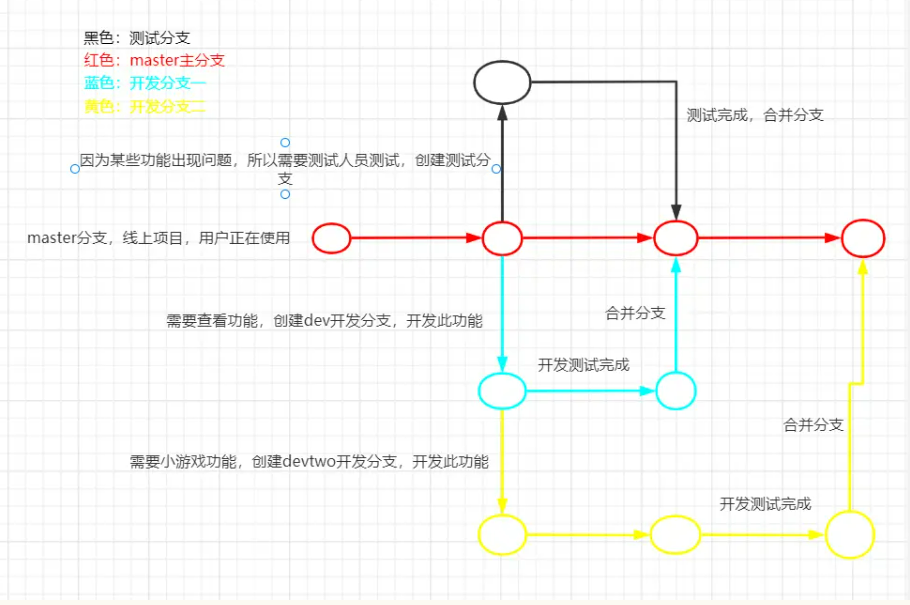 黑色：测试分支
红色：master主分支
蓝色：开发分支一
黄色：开发分支二
测试完成，合并分支
因为某些功能出现问题，所以需要测试人员测试，创建测试分
支
master分支，线上项目，用户正在使用
需要查看功能，创建dev开发分支，开发此功能
合并分支
开发测试完成
合并分支
需要小游戏功能，创建devtwo开发分支，开发此功能
开发测试完成